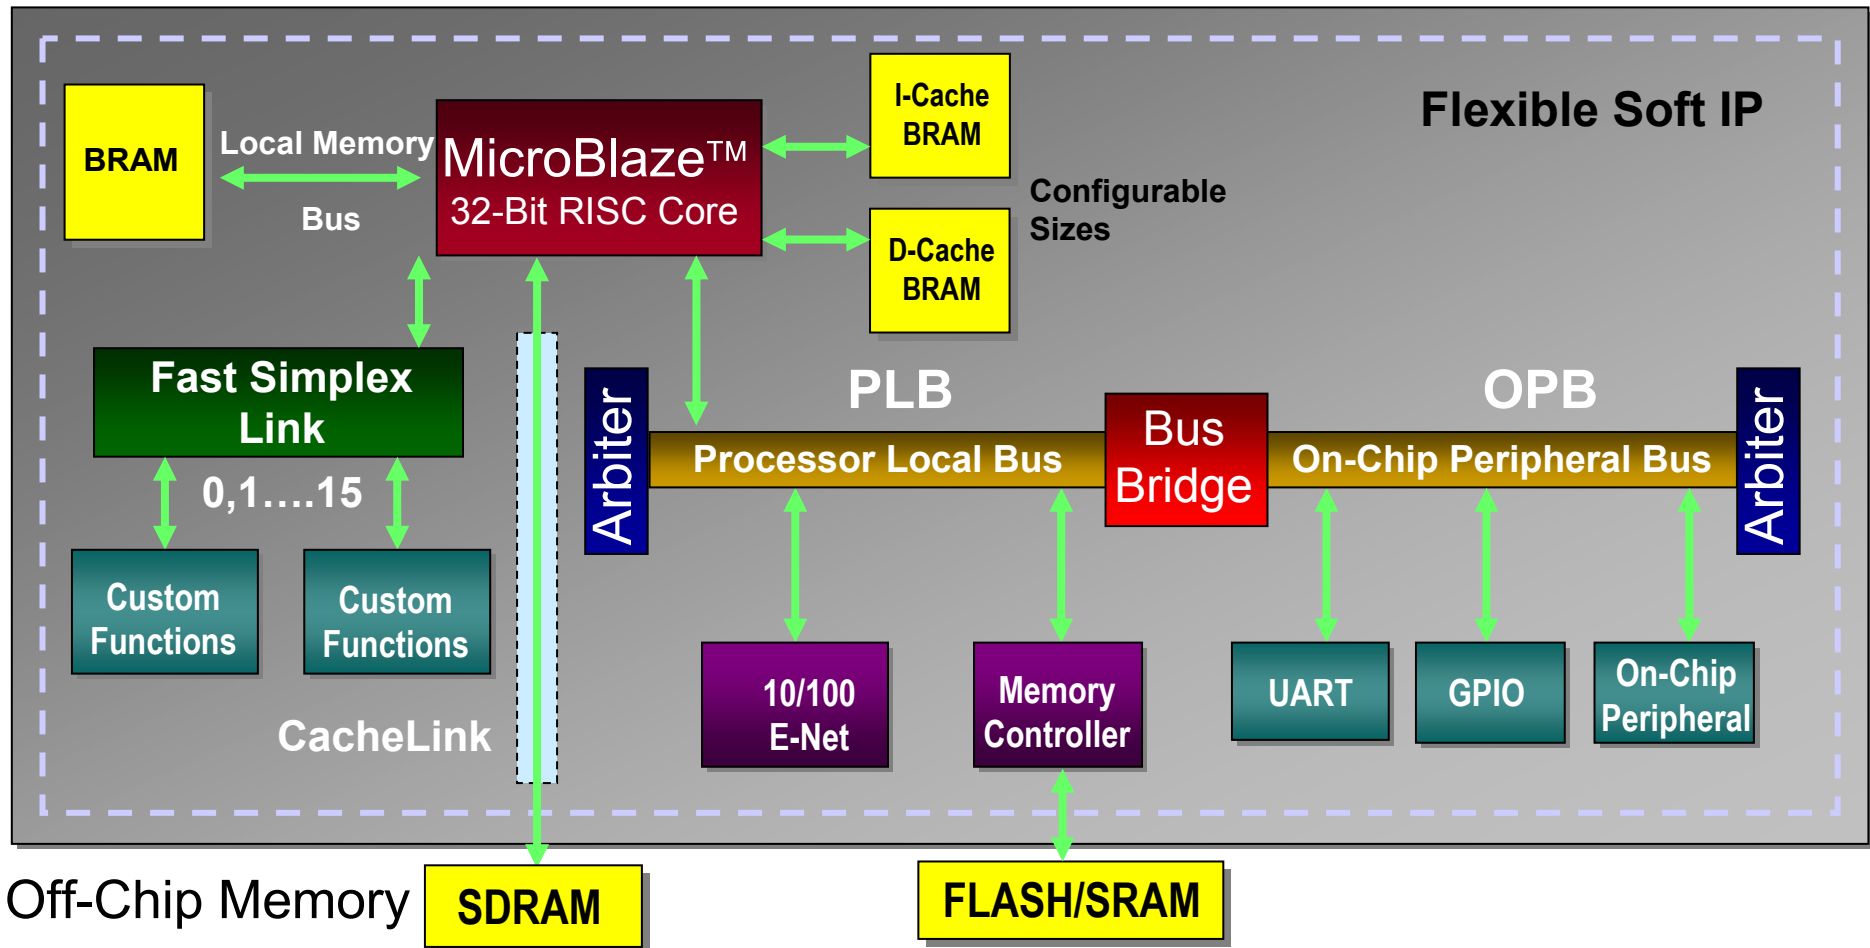 Flexible Soft IP
BRAM
Local Memory
Bus
MicroBlaze™
32-Bit RISC Core
I-Cache
BRAM
D-Cache
BRAM
Configurable
Sizes
Fast Simplex
Link
0,1....15
Custom
Functions
Custom
Functions
CacheLink
Arbiter
PLB
Processor Local Bus
Bus
Bridge
OPB
On-Chip Peripheral Bus
Arbiter
10/100
E-Net
Memory
Controller
UART
GPIO
On-Chip
Peripheral
Off-Chip Memory
SDRAM
FLASH/SRAM